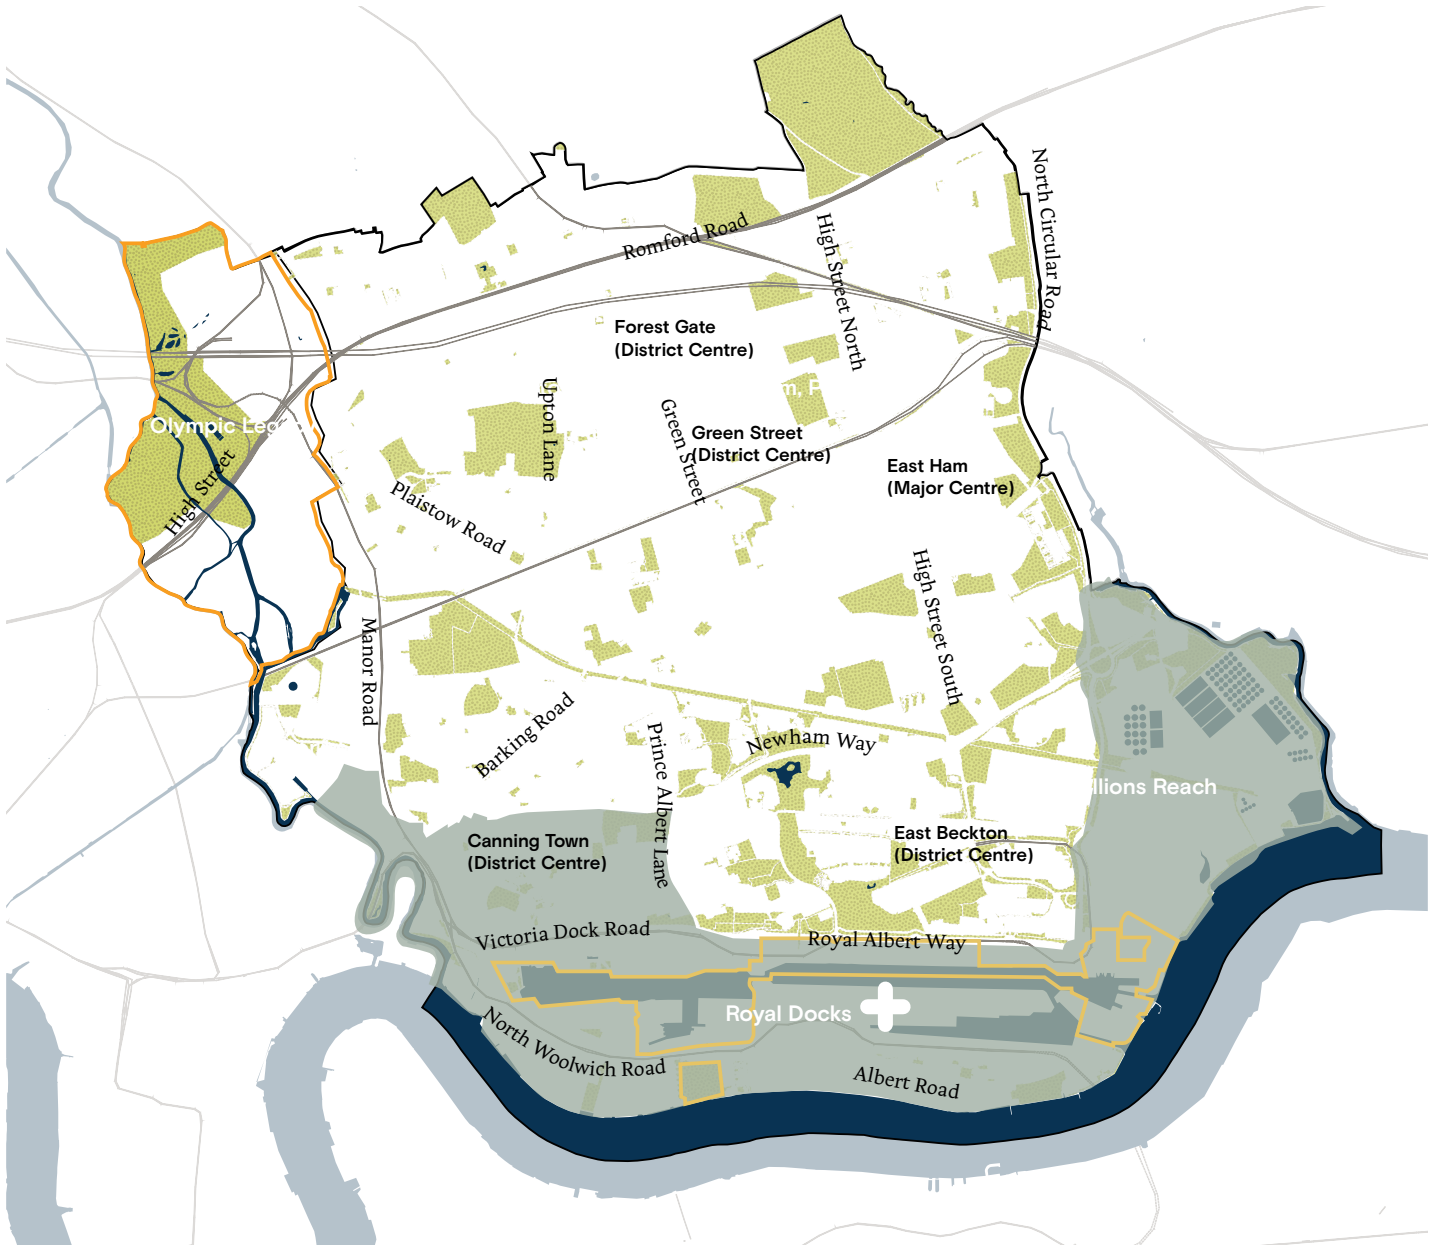 North Circular Road
Romford Road
High Street North
Forest Gate
(District Centre)
Upton Lane
Green Street
Green Street
(District Centre)
Olympic
High Street
East Ham
(Major Centre)
Plaistow Road
High Street South
Manor Road
Barking Road
Prince Albert Lane
Newham Way
Reach
Canning Town
(District Centre)
East Beckton
(District Centre)
Victoria Dock Road
Royal Albert Way
Royal Docks
North Woolwich Road
Albert Road